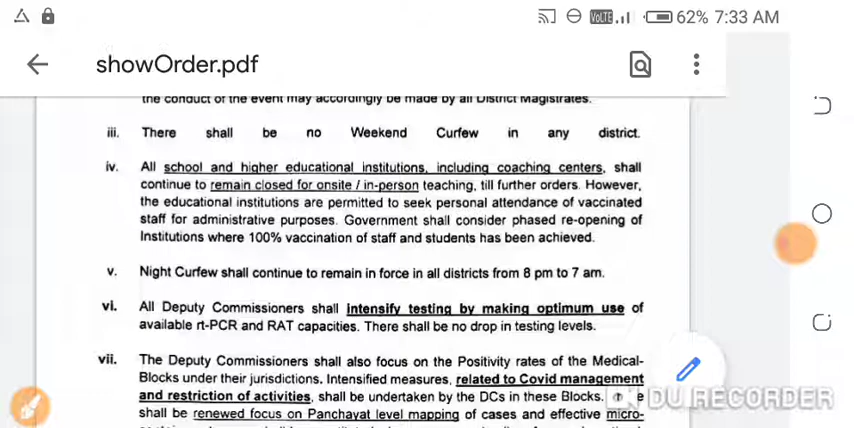 VoLTE 62% 7:33 AM
showOrder.pdf
the conduct of the event may accordingly be made by all District Magistrates.
iii. There shall be no Weekend Curfew in any district.
iv. All school and higher educational institutions, including coaching centers, shall
continue to remain closed for onsite / in-person teaching, till further orders. However,
the educational institutions are permitted to seek personal attendance of vaccinated
staff for administrative purposes. Government shall consider phased re-opening of
Institutions where 100% vaccination of staff and students has been achieved.
v. Night Curfew shall continue to remain in force in all districts from 8 pm to 7 am.
vi. All Deputy Commissioners shall intensify testing by making optimum use of
available rt-PCR and RAT capacities. There shall be no drop in testing levels.
vii. The Deputy Commissioners shall also focus on the Positivity rates of the Medical-
Blocks under their jurisdictions. Intensified measures, related to Covid management
and restriction of activities, shall be undertaken by the DCs in these Blocks.
shall be renewed focus on Panchayat level mapping of cases and effective micro-
DU RECORDER